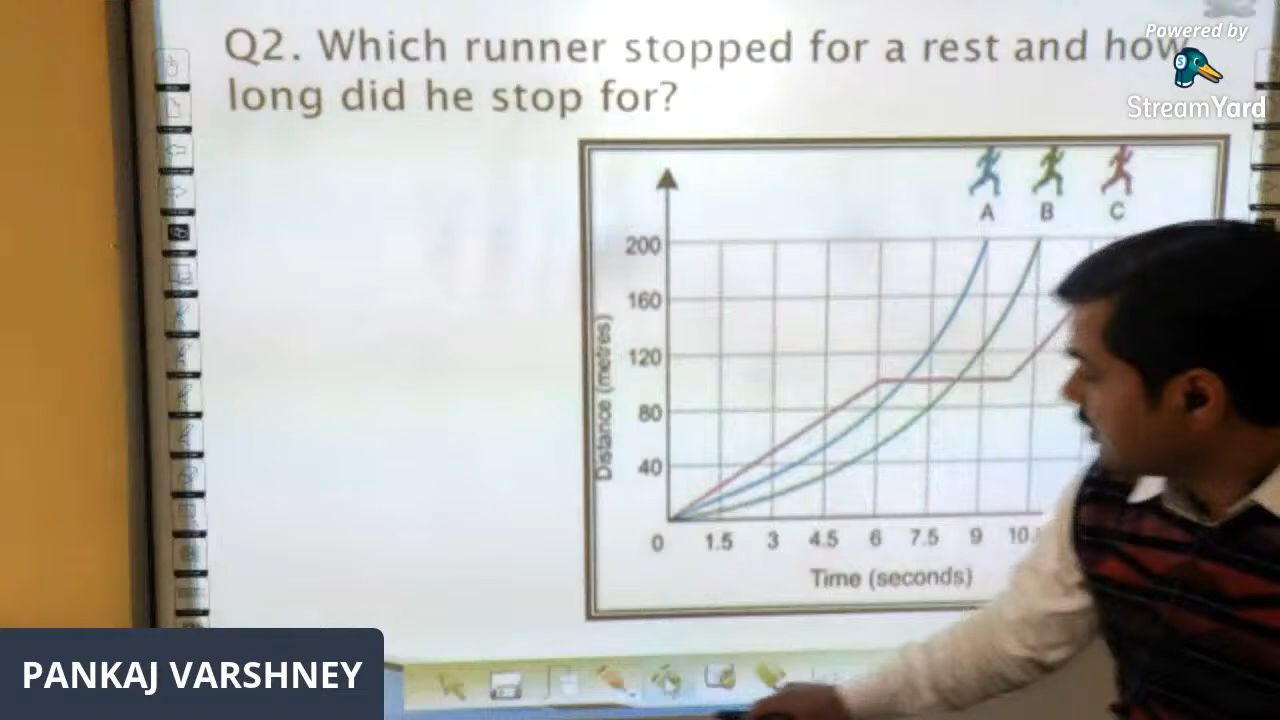 Q2. Which runner stopped for a rest and how
long did he stop for?
Powered by
StreamYard
A B C
200
160
120
80
40
0 1.5 3 4.5 6 7.5 9 10.
Distance (metres)
Time (seconds)
PANKAJ VARSHNEY